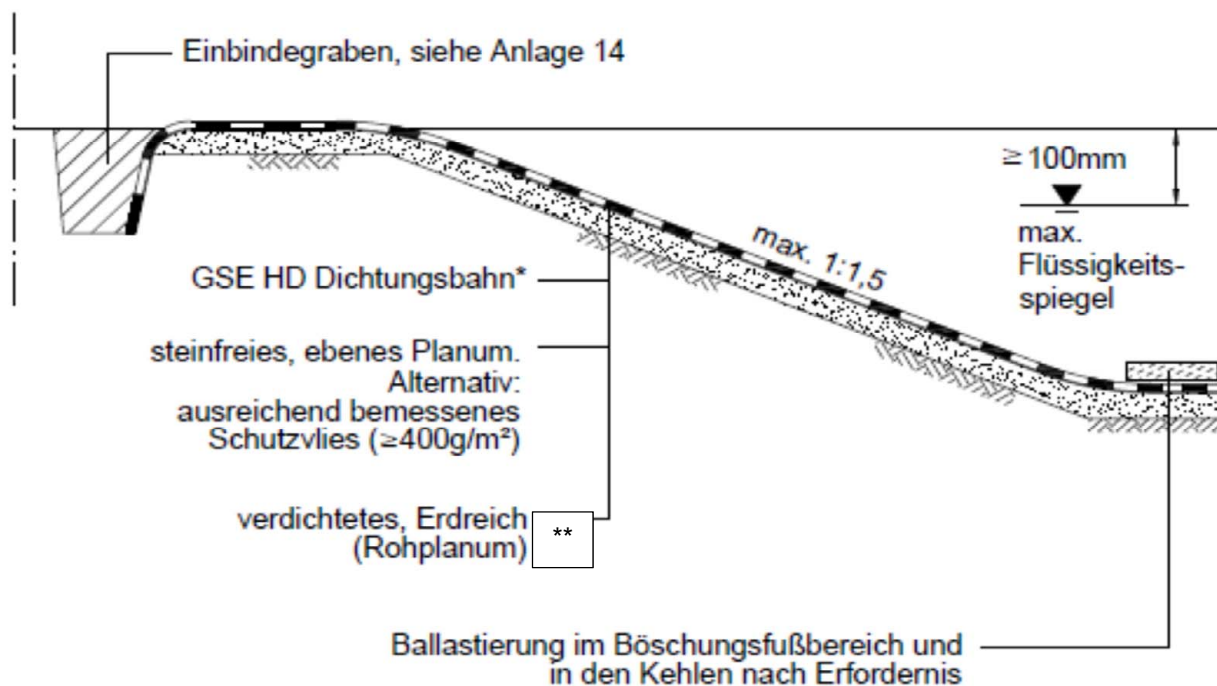 Einbindegraben, siehe Anlage 14
≥ 100mm
max.
Flüssigkeits-
spiegel
max. 1:1,5
GSE HD Dichtungsbahn*
steinfreies, ebenes Planum.
Alternativ:
ausreichend bemessenes
Schutzvlies (≥400g/m²)
verdichtetes, Erdreich
(Rohplanum)
**
Ballastierung im Böschungsfußbereich und
in den Kehlen nach Erfordernis